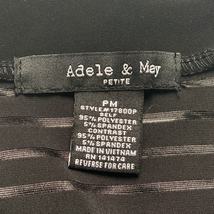 Adele & May
PETITE
PM
STYLE#17800P
SELF
95% POLYESTER
5% SPANDEX
CONTRAST
95% POLYESTER
5% SPANDEX
MADE IN VIETNAM
RN 141474
REVERSE FOR CARE